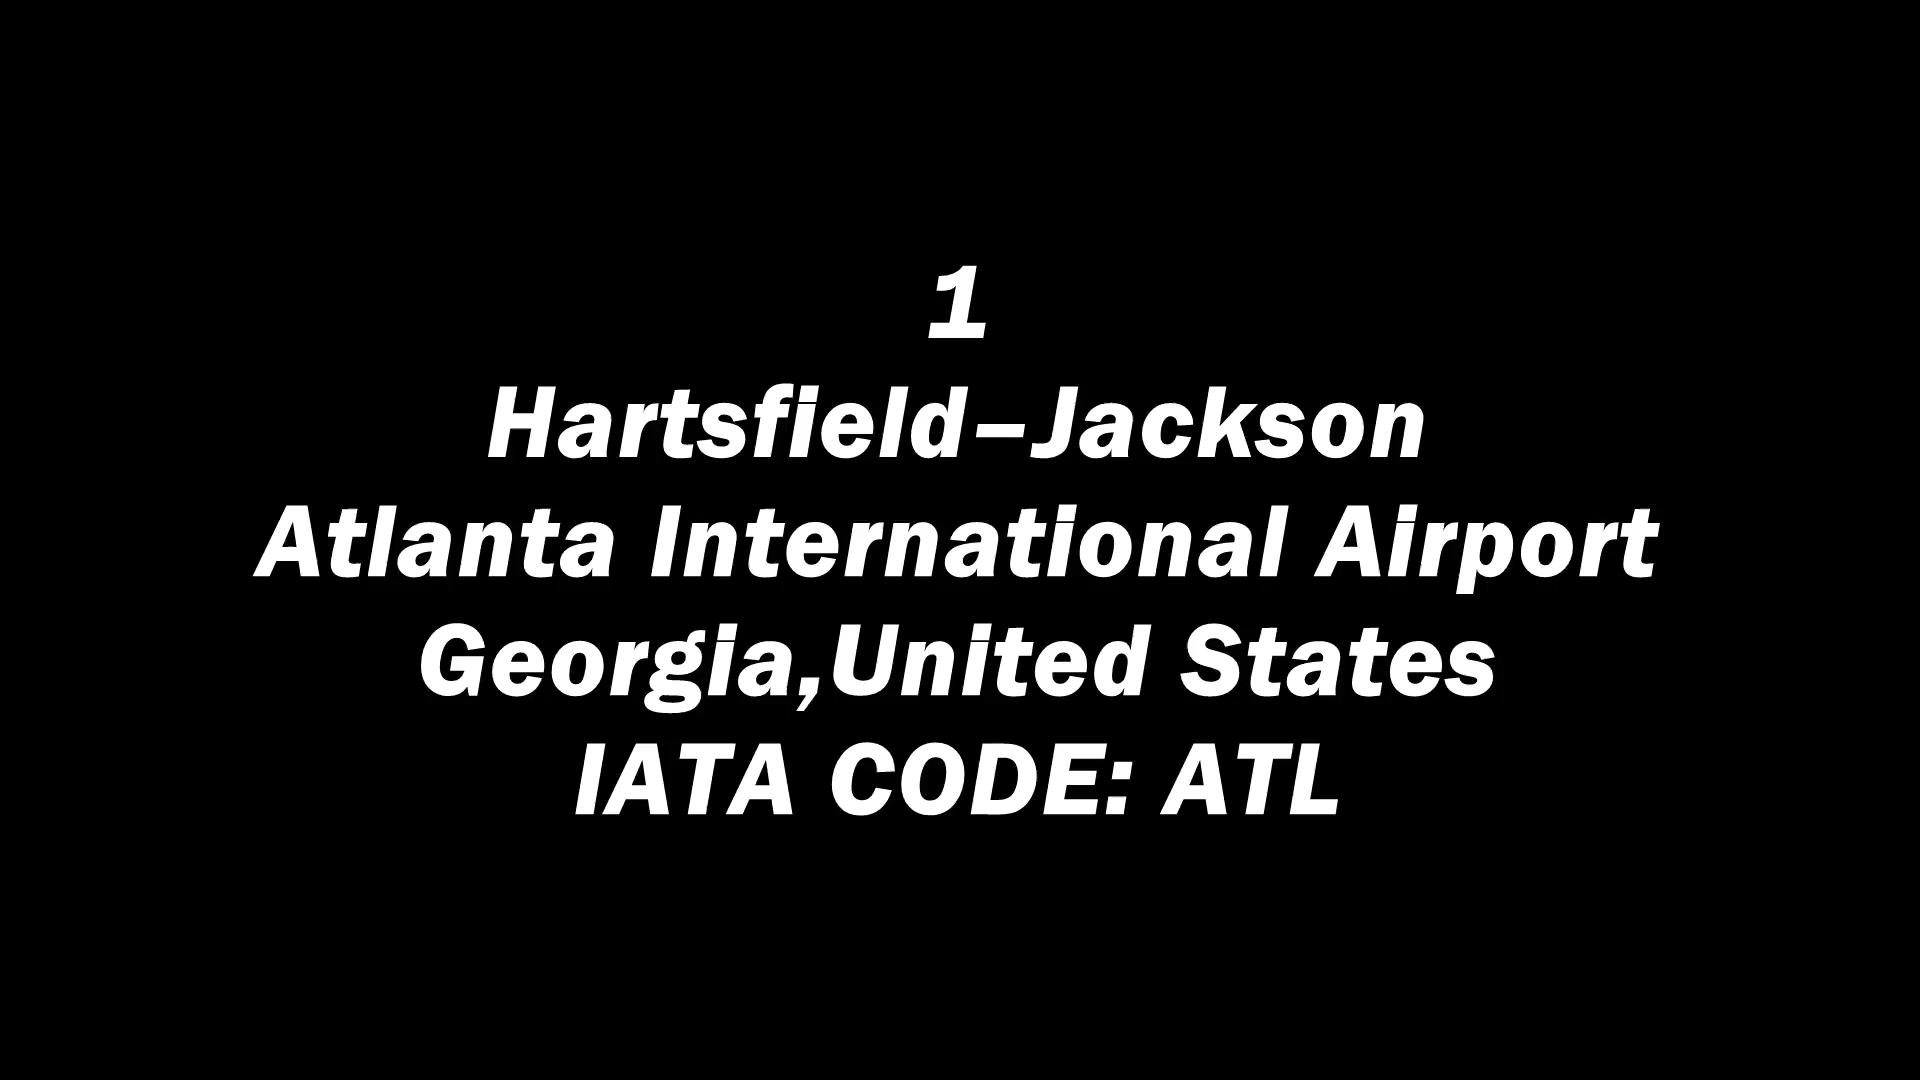 1
Hartsfield–Jackson
Atlanta International Airport
Georgia,United States
IATA CODE: ATL